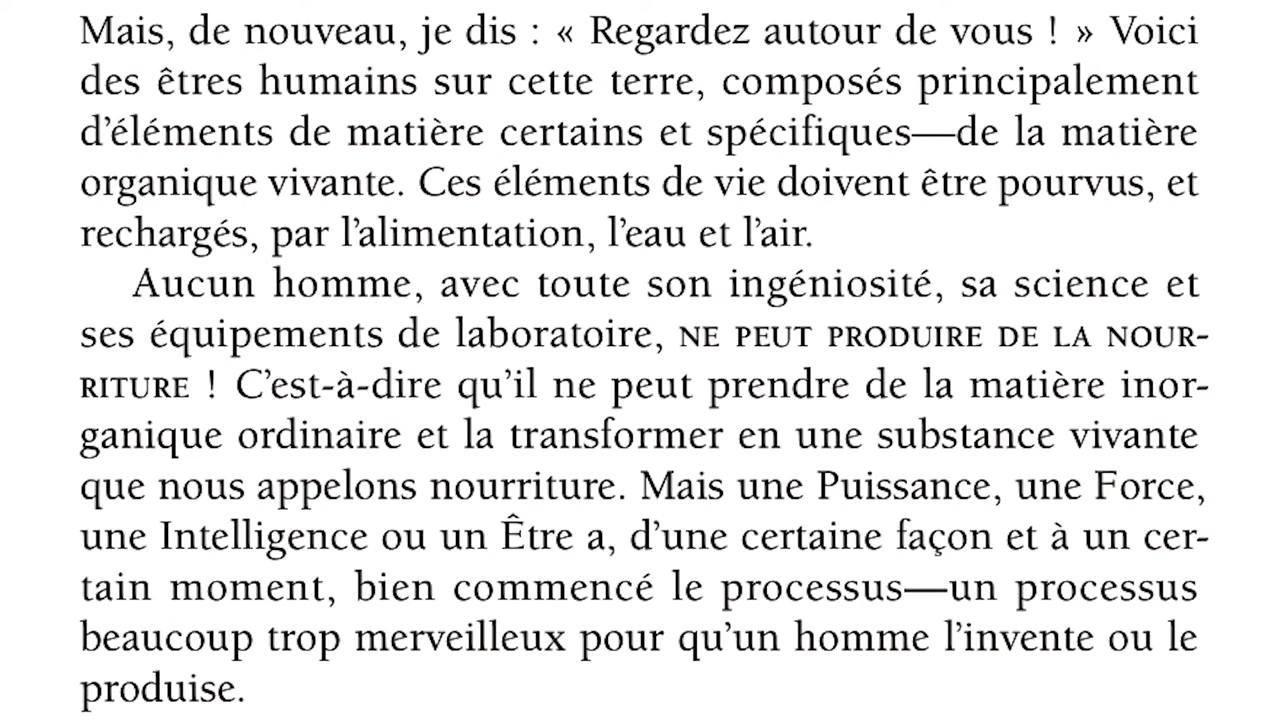 Mais, de nouveau, je dis : « Regardez autour de vous ! » Voici
des êtres humains sur cette terre, composés principalement
d’éléments de matière certains et spécifiques—de la matière
organique vivante. Ces éléments de vie doivent être pourvus, et
rechargés, par l’alimentation, l’eau et l’air.
Aucun homme, avec toute son ingéniosité, sa science et
ses équipements de laboratoire, NE PEUT PRODUIRE DE LA NOUR-
RITURE ! C’est-à-dire qu’il ne peut prendre de la matière inor-
ganique ordinaire et la transformer en une substance vivante
que nous appelons nourriture. Mais une Puissance, une Force,
une Intelligence ou un Être a, d’une certaine façon et à un cer-
tain moment, bien commencé le processus—un processus
beaucoup trop merveilleux pour qu’un homme l’invente ou le
produise.